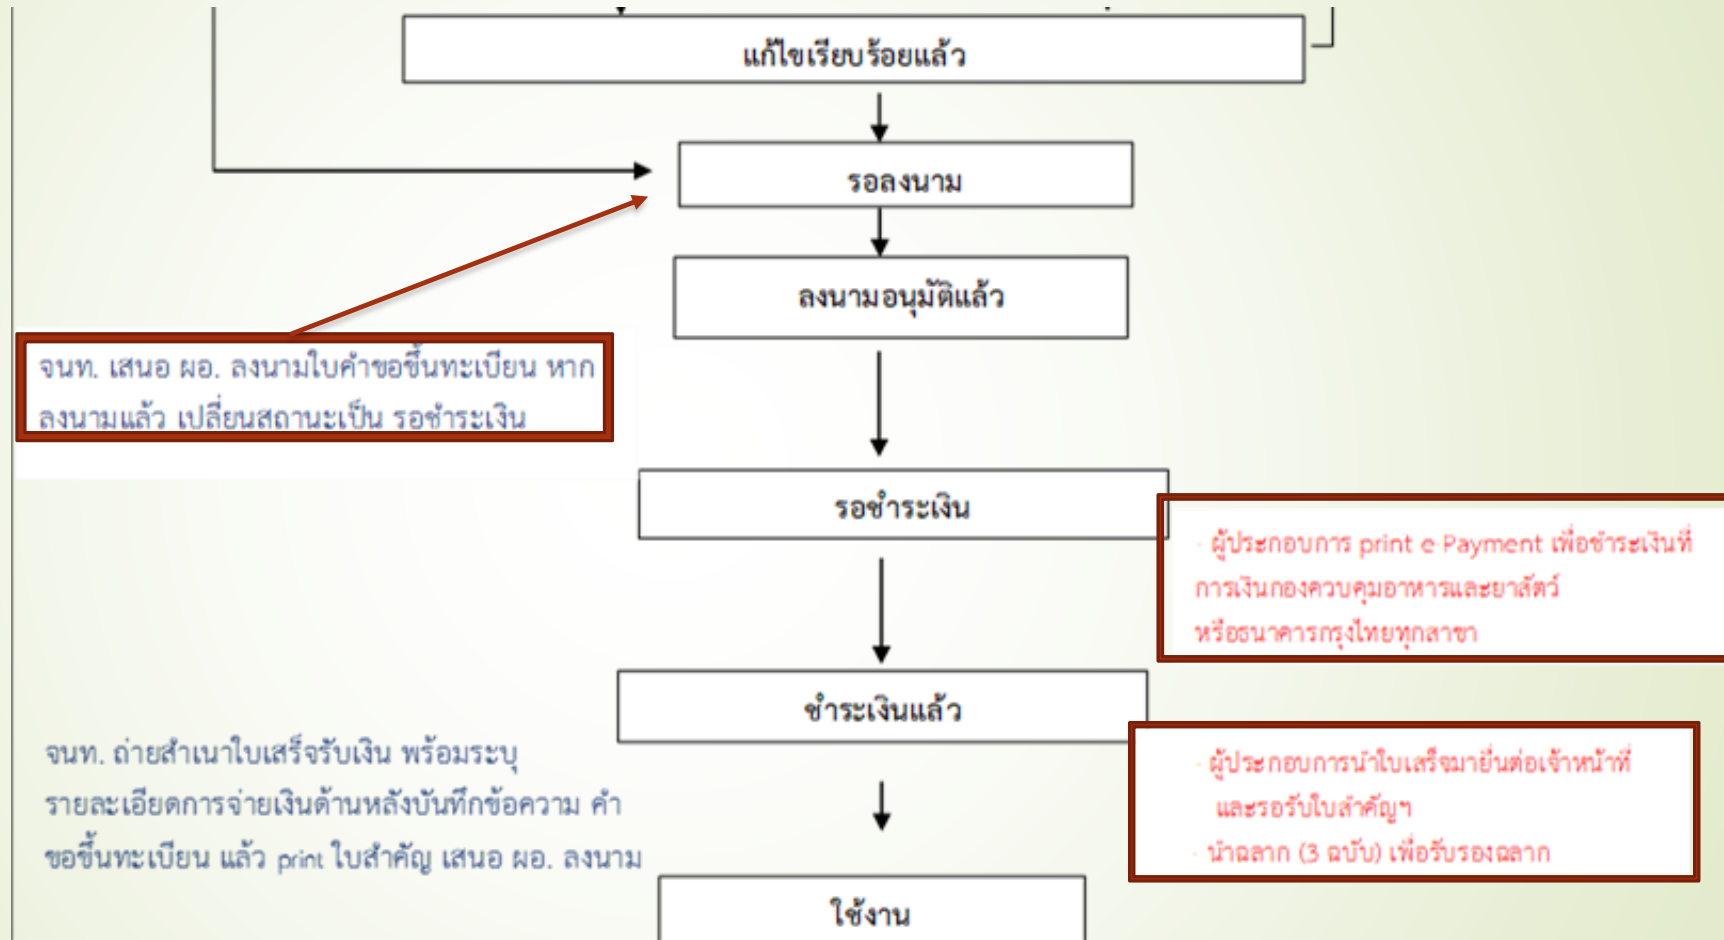 แก้ไขเรียบร้อยแล้ว
รอลงนาม
ลงนามอนุมัติแล้ว
จนท. เสนอ ผอ. ลงนามใบคำขอขึ้นทะเบียน หาก
ลงนามแล้ว เปลี่ยนสถานะเป็น รอชำระเงิน
รอชำระเงิน
- ผู้ประกอบการ print e-Payment เพื่อชำระเงินที่
การเงินกองควบคุมอาหารและยาสัตว์
หรือธนาคารกรุงไทยทุกสาขา
ชำระเงินแล้ว
จนท. ถ่ายสำเนาใบเสร็จรับเงิน พร้อมระบุ
รายละเอียดการจ่ายเงินด้านหลังบันทึกข้อความ คำ
ขอขึ้นทะเบียน แล้ว print ใบสำคัญ เสนอ ผอ. ลงนาม
- ผู้ประกอบการนำใบเสร็จมายื่นต่อเจ้าหน้าที่
และรอรับใบสำคัญฯ
- นำฉลาก (3 ฉบับ) เพื่อรับรองฉลาก
ใช้งาน